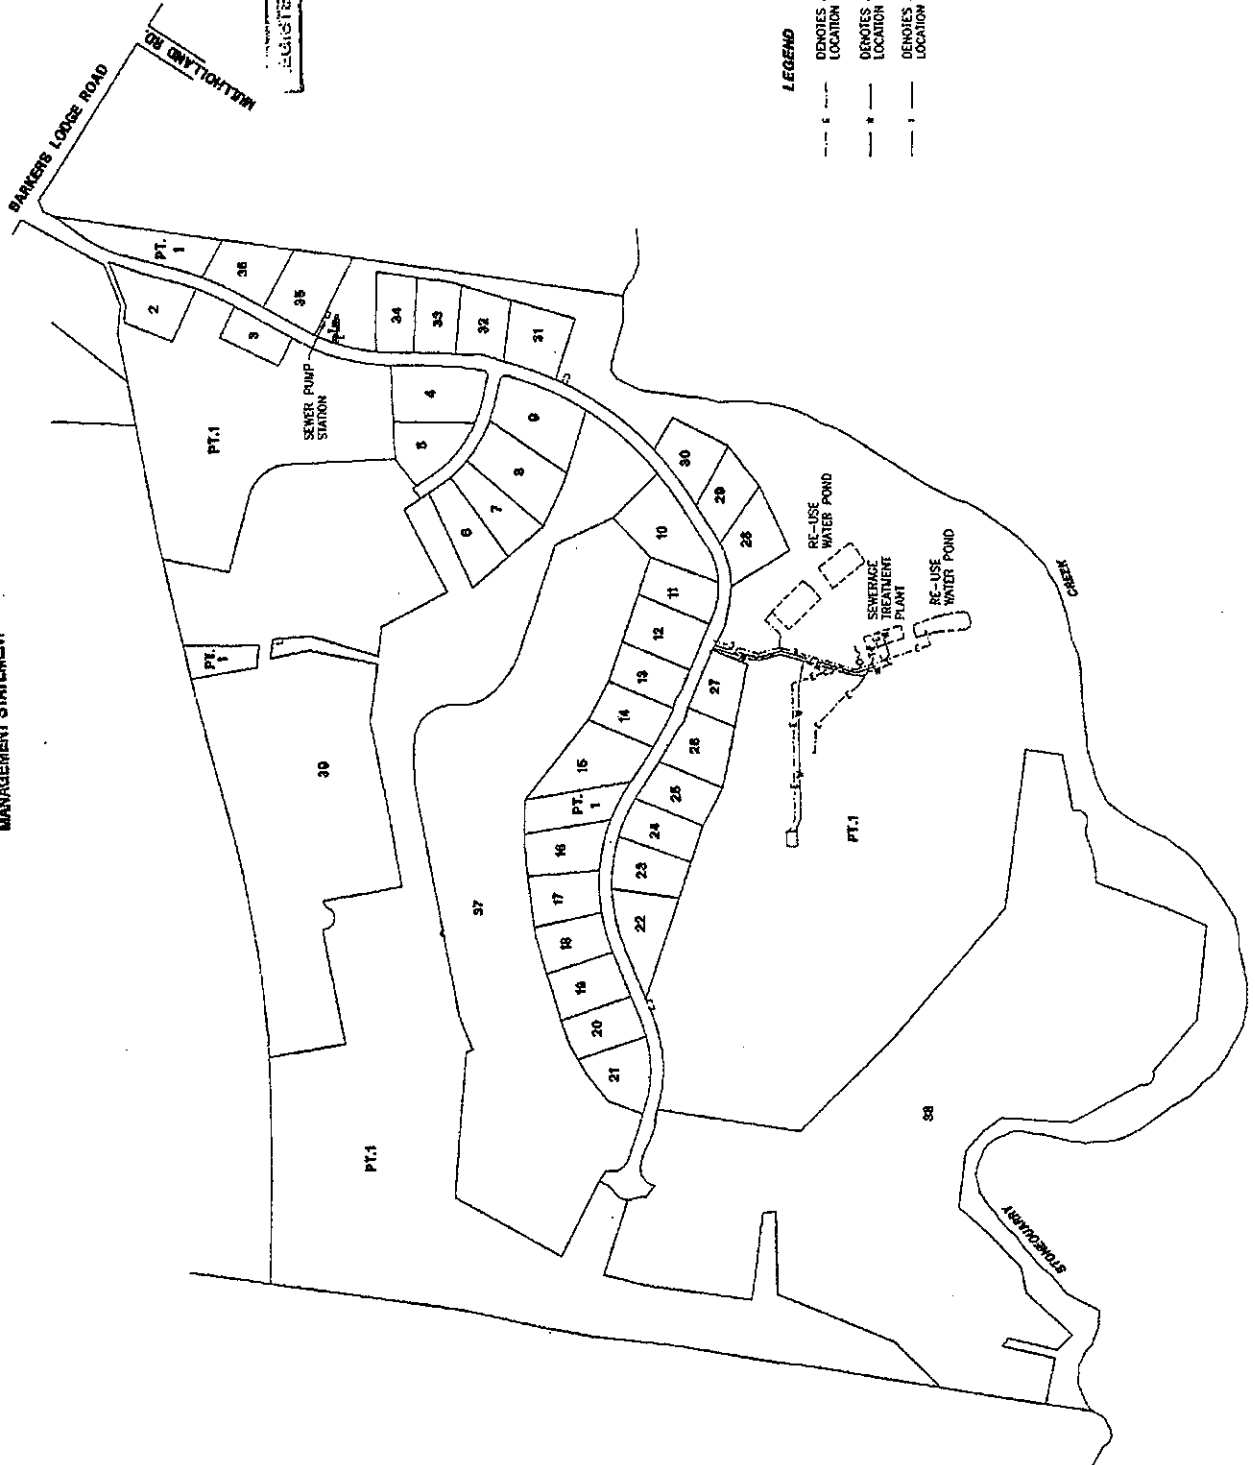 MANAGEMENT STATEMENT
BARKERS LODGE ROAD
MULLHOLLAND RD.
LEGEND
DENOTES
LOCATION
DENOTES
LOCATION
DENOTES
LOCATION
PT.
1
2
36
3
35
SEWER PUMP
STATION
34
33
32
31
4
5
6
7
8
9
PT.1
10
30
29
28
11
12
13
14
15
PT.
1
16
17
18
19
20
21
22
23
24
25
26
27
RE-USE
WATER POND
SEWERAGE
TREATMENT
PLANT
RE-USE
WATER POND
CREEK
PT.
1
39
37
PT.1
PT.1
38
STONEQUARRY